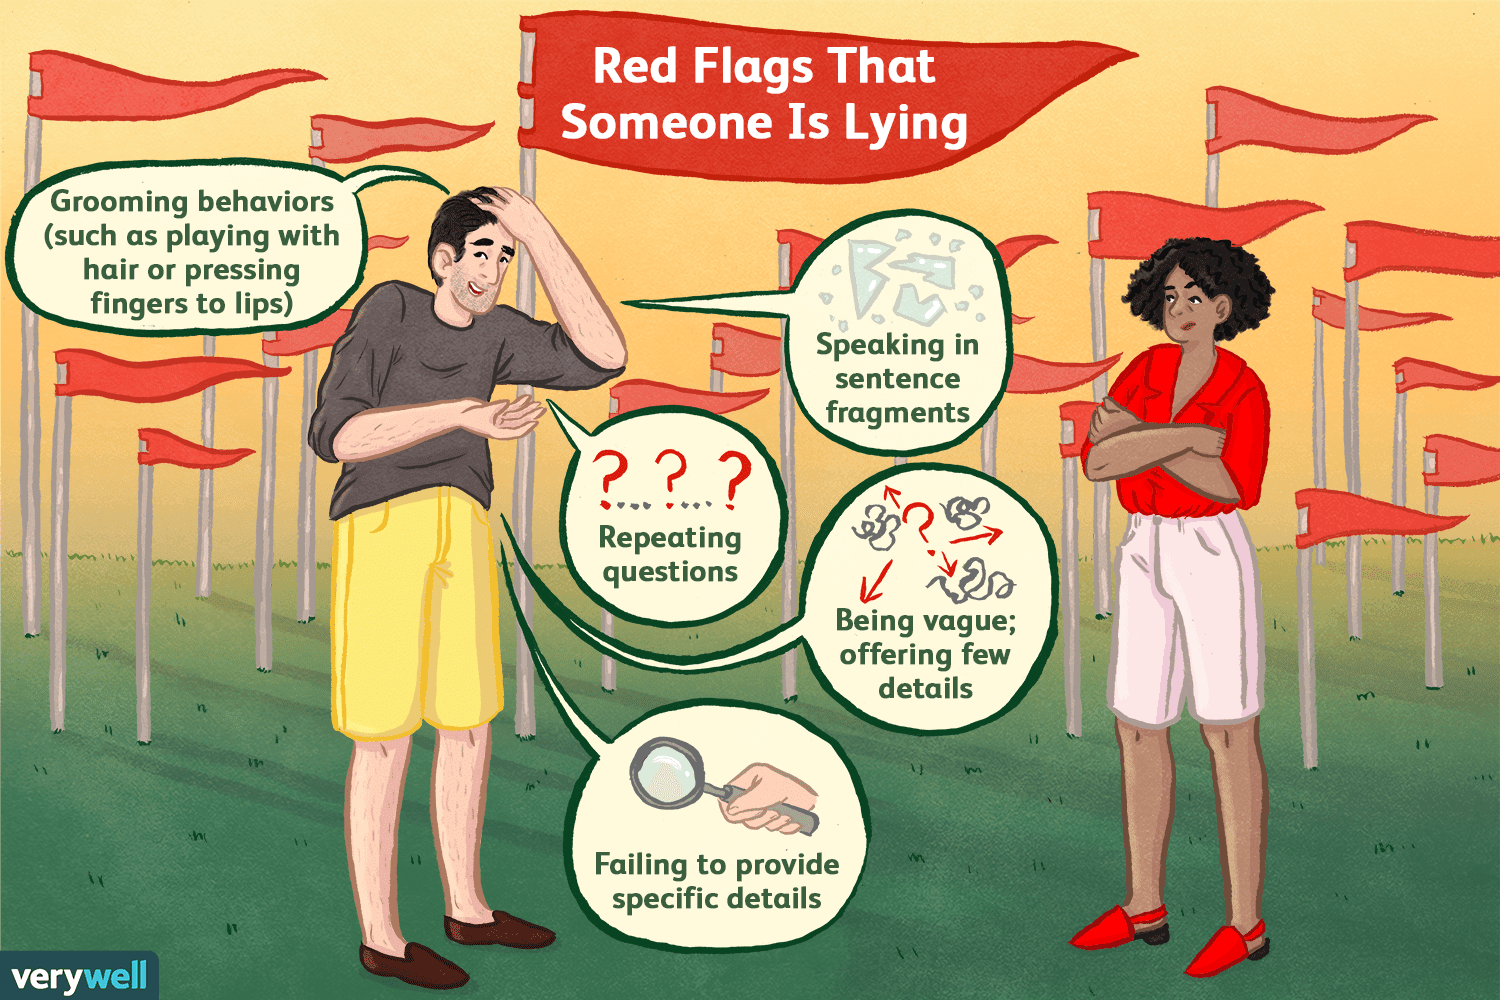 Red Flags That
Someone Is Lying
Grooming behaviors
(such as playing with
hair or pressing
fingers to lips)
Speaking in
sentence
fragments
? ? ?
Repeating
questions
?
Being vague;
offering few
details
Failing to provide
specific details
verywell